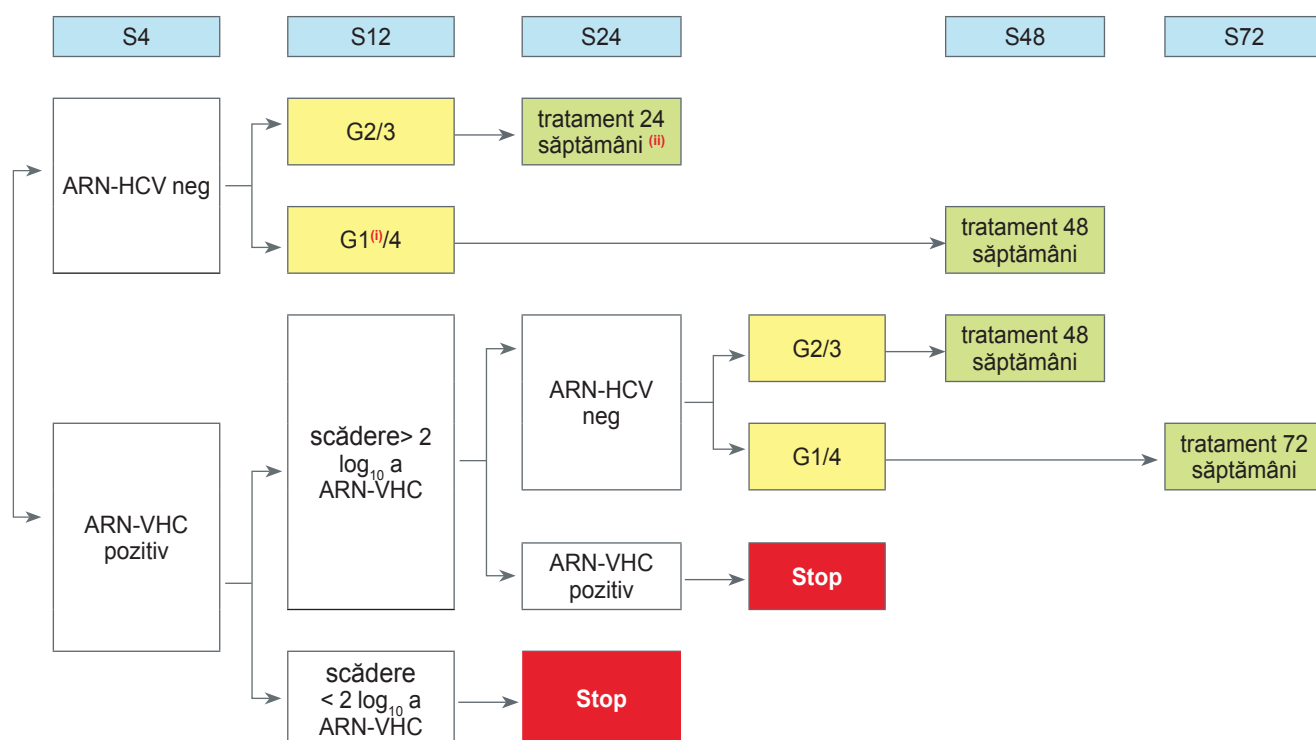 S4
S12
S24
S48
S72
ARN-HCV neg
G2/3
tratament 24
săptămâni (ii)
G1(i)/4
tratament 48
săptămâni
ARN-VHC
pozitiv
scădere> 2
log10 a
ARN-VHC
ARN-HCV
neg
G2/3
tratament 48
săptămâni
G1/4
tratament 72
săptămâni
ARN-VHC
pozitiv
Stop
scădere
< 2 log10 a
ARN-VHC
Stop